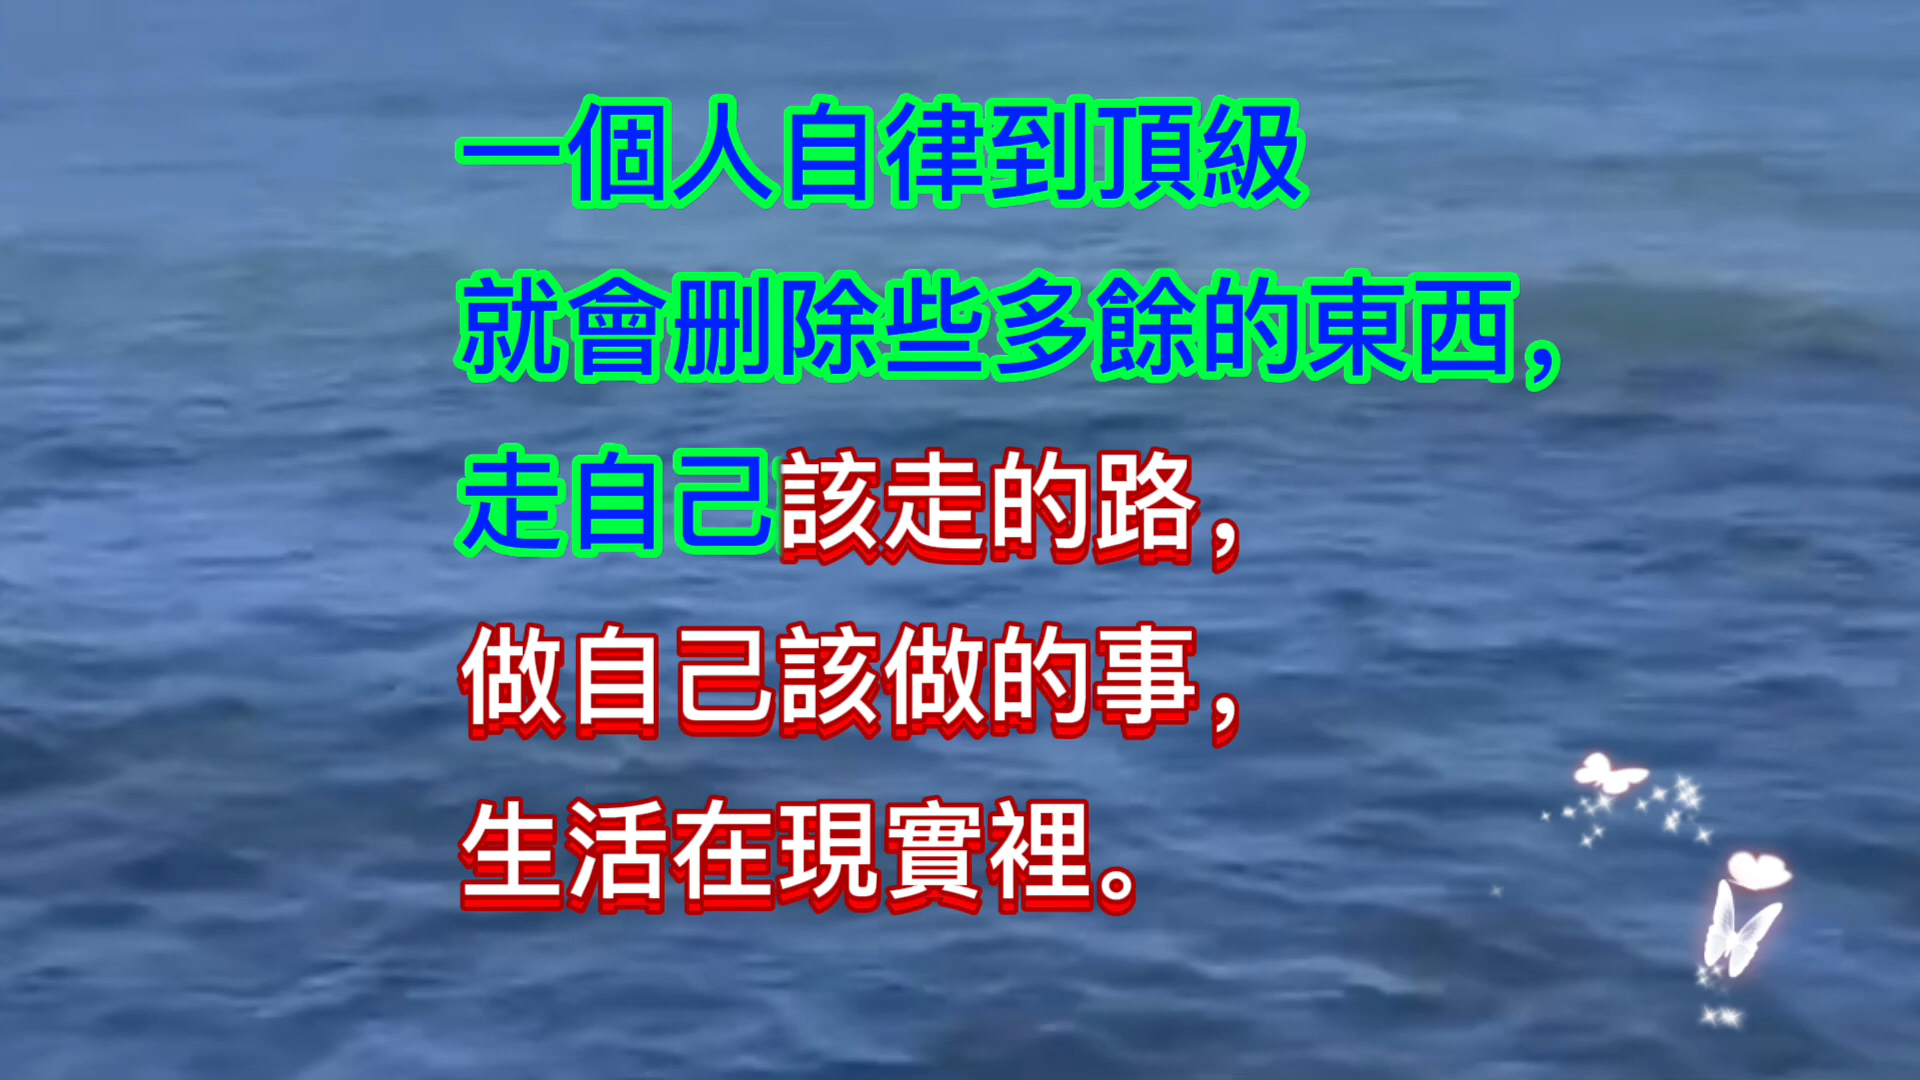 一個人自律到頂級
就會删除些多餘的東西，
走自己該走的路，
做自己該做的事，
生活在現實裡。